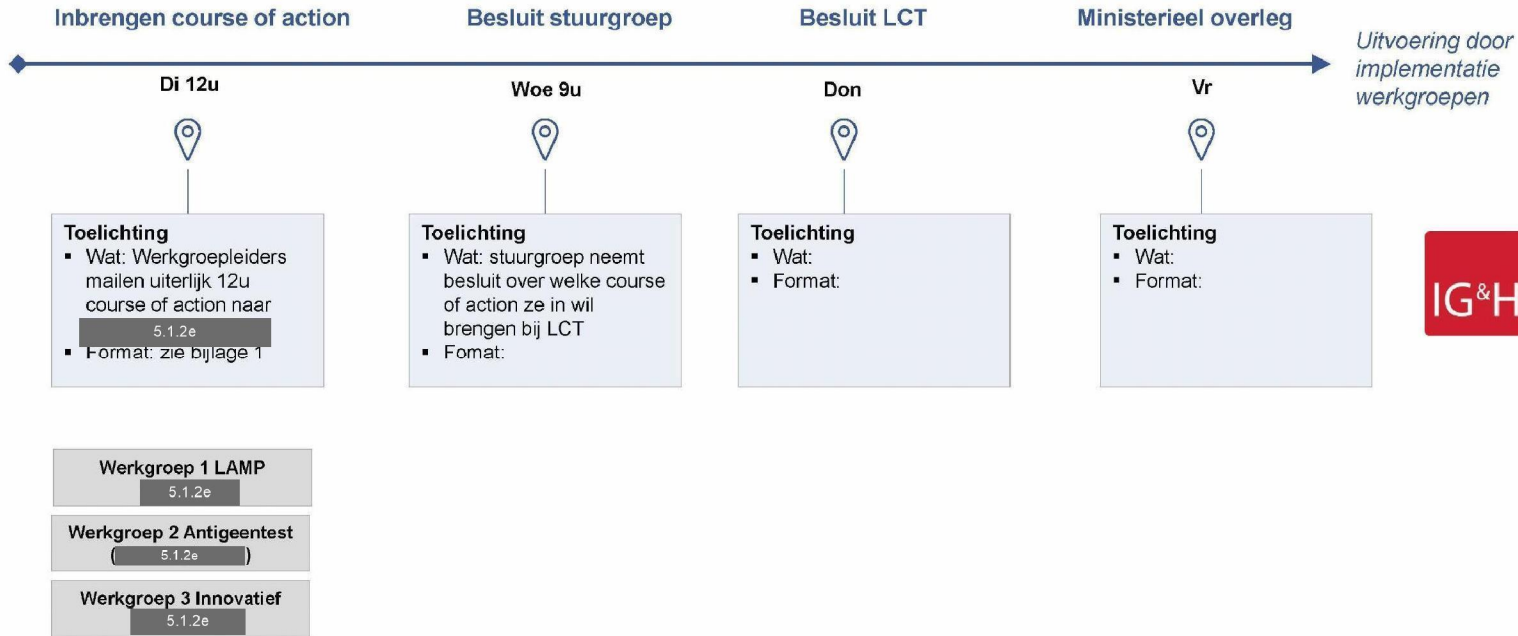 Inbrengen course of action
Besluit stuurgroep
Besluit LCT
Ministerieel overleg
Uitvoering door
implementatie
werkgroepen
Di 12u
Woe 9u
Don
Vr
Toelichting
▪ Wat: Werkgroepleiders
mailen uiterlijk 12u
course of action naar
5.1.2e
▪ Format: zie bijlage 1
Toelichting
▪ Wat: stuurgroep neemt
besluit over welke course
of action ze in wil
brengen bij LCT
▪ Fomat:
Toelichting
▪ Wat:
▪ Format:
Toelichting
▪ Wat:
▪ Format:
IG&H
Werkgroep 1 LAMP
5.1.2e
Werkgroep 2 Antigeentest
( 5.1.2e )
Werkgroep 3 Innovatief
5.1.2e